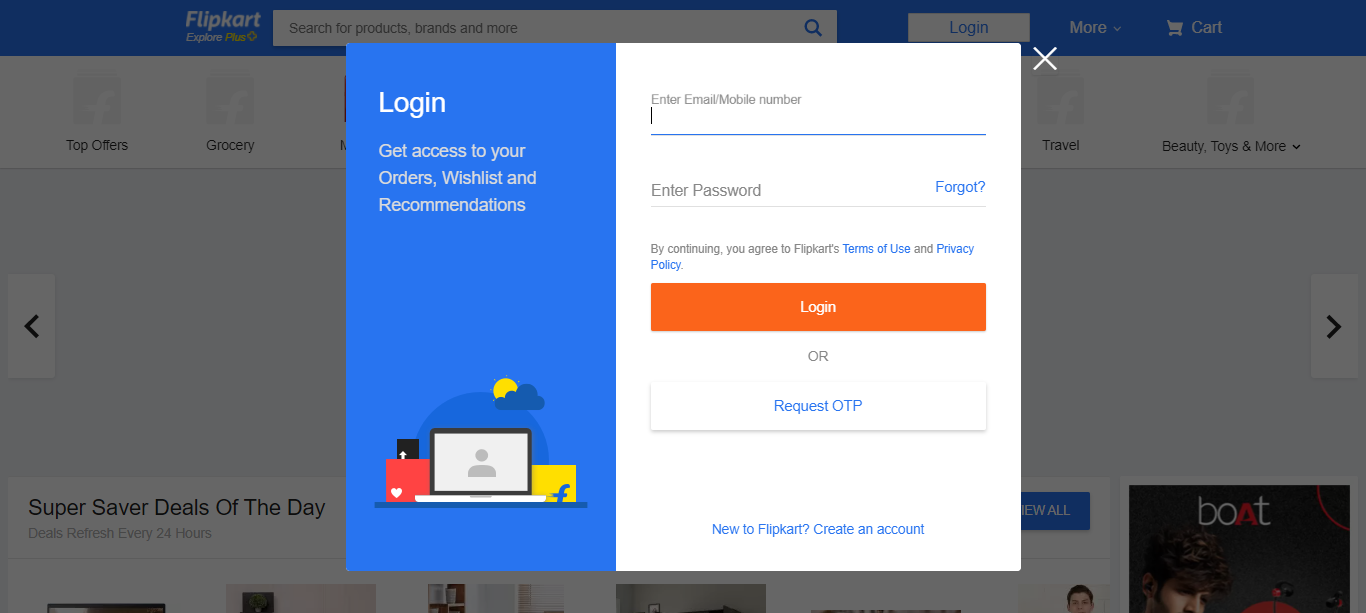 Flipkart
Explore Plus
Search for products, brands and more
Login
More
Cart
Top Offers
Grocery
Travel
Beauty, Toys & More
Login
Get access to your
Orders, Wishlist and
Recommendations
Enter Email/Mobile number
Enter Password
Forgot?
By continuing, you agree to Flipkart's Terms of Use and Privacy
Policy.
Login
OR
Request OTP
New to Flipkart? Create an account
Super Saver Deals Of The Day
Deals Refresh Every 24 Hours
IEW ALL
boAt